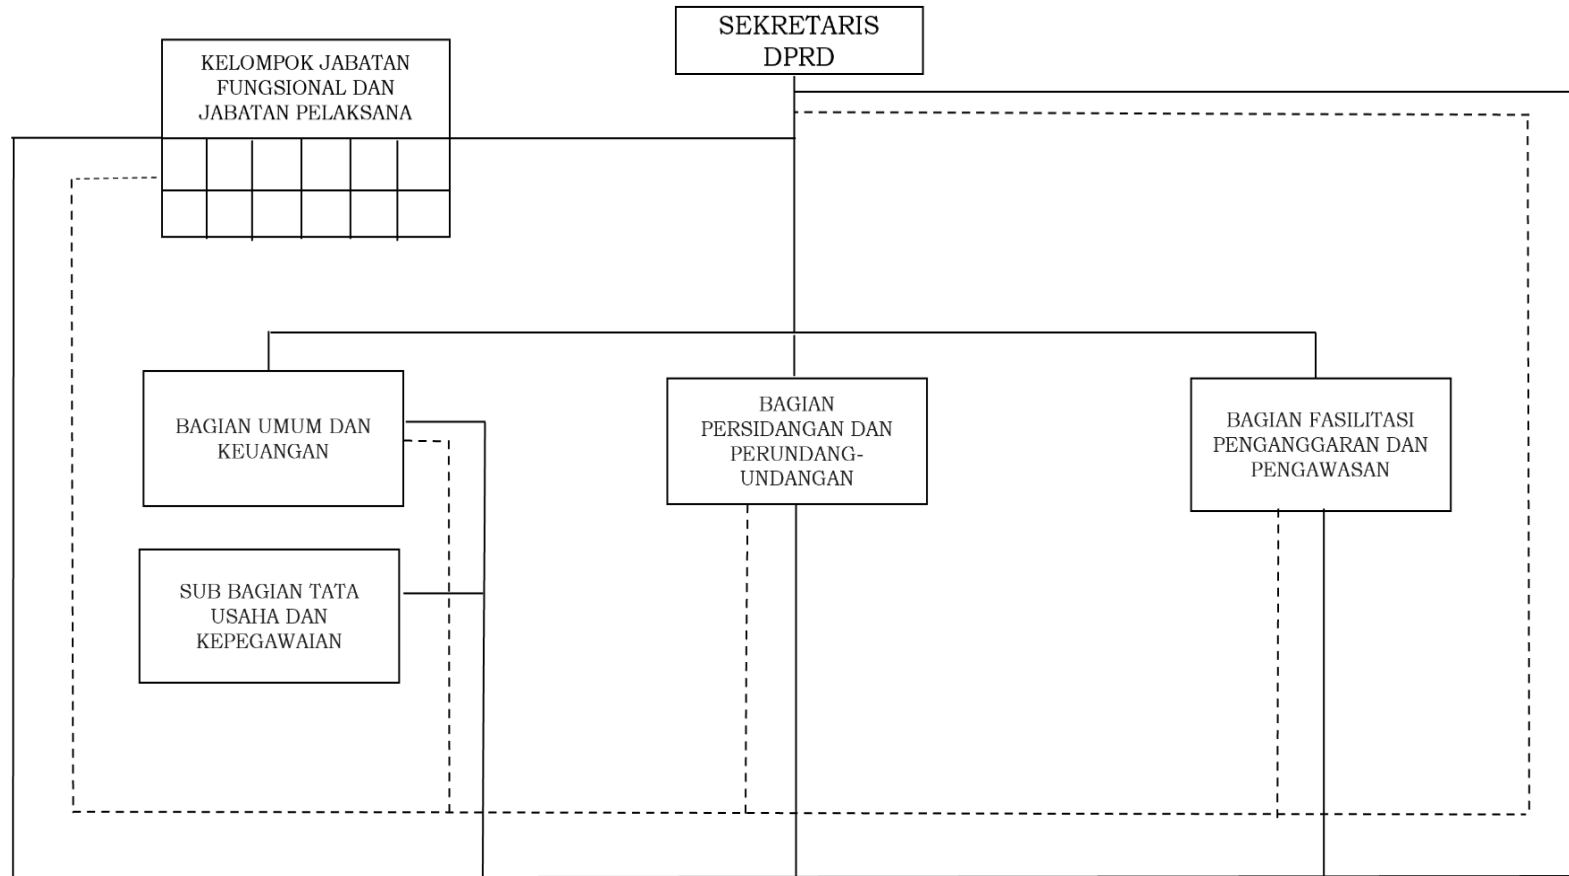 SEKRETARIS
DPRD
KELOMPOK JABATAN
FUNGSIONAL DAN
JABATAN PELAKSANA
BAGIAN UMUM DAN
KEUANGAN
BAGIAN
PERSIDANGAN DAN
PERUNDANG-
UNDANGAN
BAGIAN FASILITASI
PENGANGGARAN DAN
PENGAWASAN
SUB BAGIAN TATA
USAHA DAN
KEPEGAWAIAN